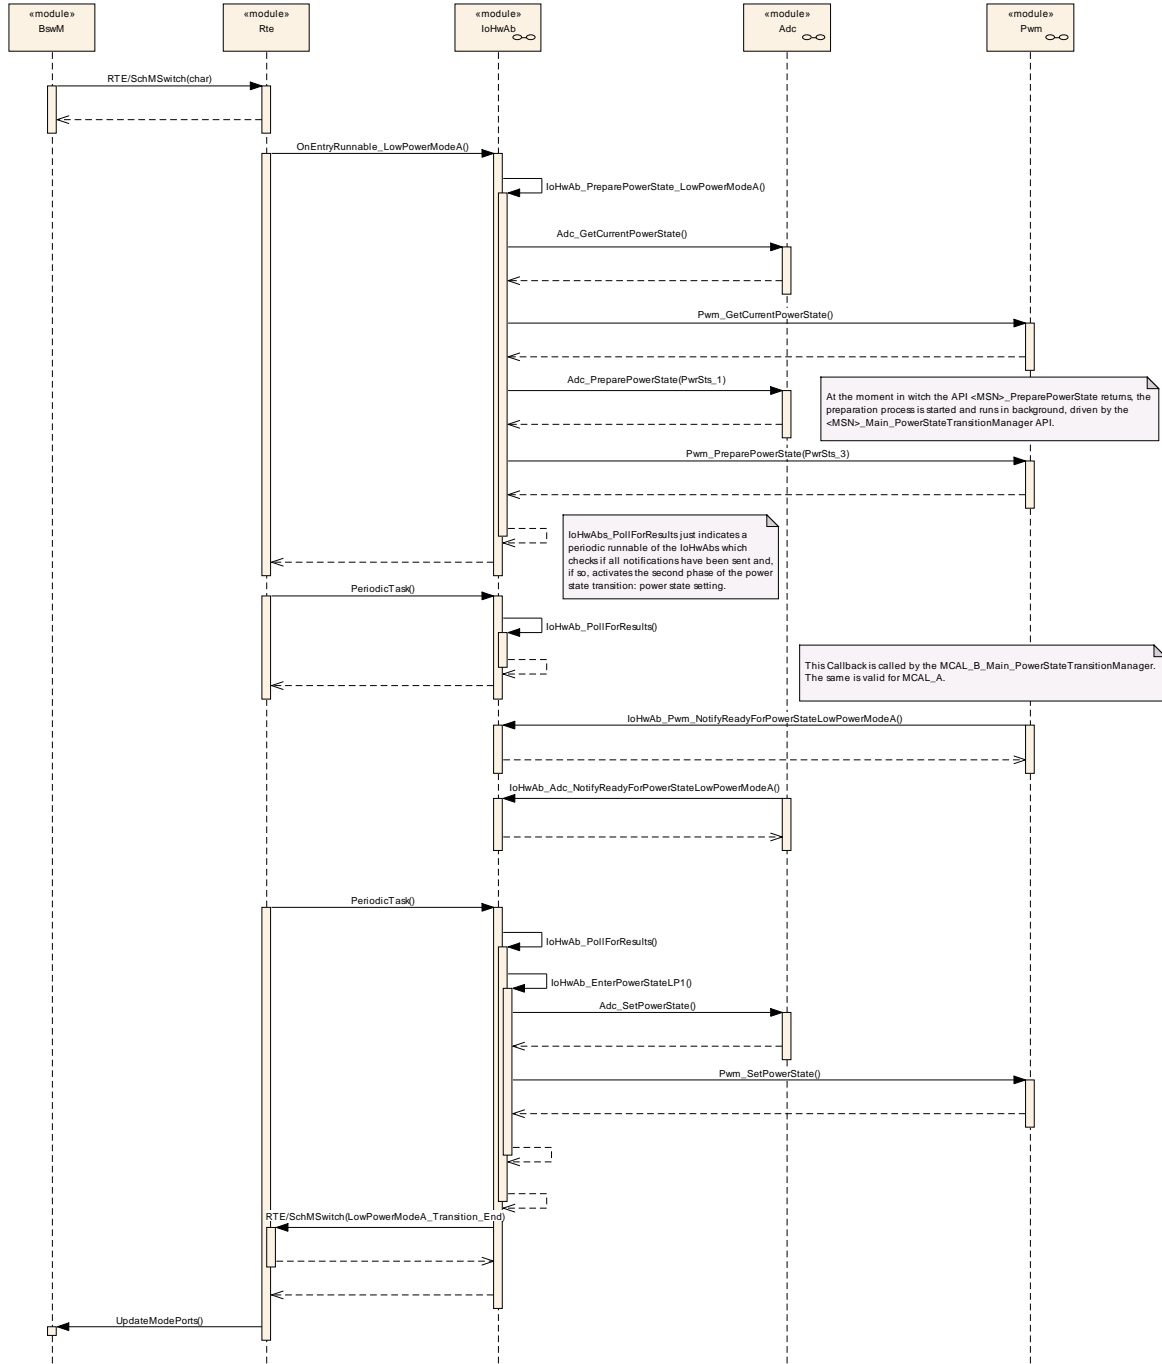 «module»
BswM
«module»
Rte
«module»
IoHwAb
«module»
Adc
«module»
Pwm
RTE/SchMSwitch(char)
OnEntryRunnable_LowPowerModeA()
IoHwAb_PreparePowerState_LowPowerModeA()
Adc_GetCurrentPowerState()
Pwm_GetCurrentPowerState()
Adc_PreparePowerState(PwrSts_1)
At the moment in witch the API <MSN>_PreparePowerState returns, the
preparation process is started and runs in background, driven by the
<MSN>_Main_PowerStateTransitionManager API.
Pwm_PreparePowerState(PwrSts_3)
IoHwAbs_PollForResults just indicates a
periodic runnable of the IoHwAbs which
checks if all notifications have been sent and,
if so, activates the second phase of the power
state transition: power state setting.
PeriodicTask()
IoHwAb_PollForResults()
This Callback is called by the MCAL_B_Main_PowerStateTransitionManager.
The same is valid for MCAL_A.
IoHwAb_Pwm_NotifyReadyForPowerStateLowPowerModeA()
IoHwAb_Adc_NotifyReadyForPowerStateLowPowerModeA()
PeriodicTask()
IoHwAb_PollForResults()
IoHwAb_EnterPowerStateLP1()
Adc_SetPowerState()
Pwm_SetPowerState()
RTE/SchMSwitch(LowPowerModeA_Transition_End)
UpdateModePorts()